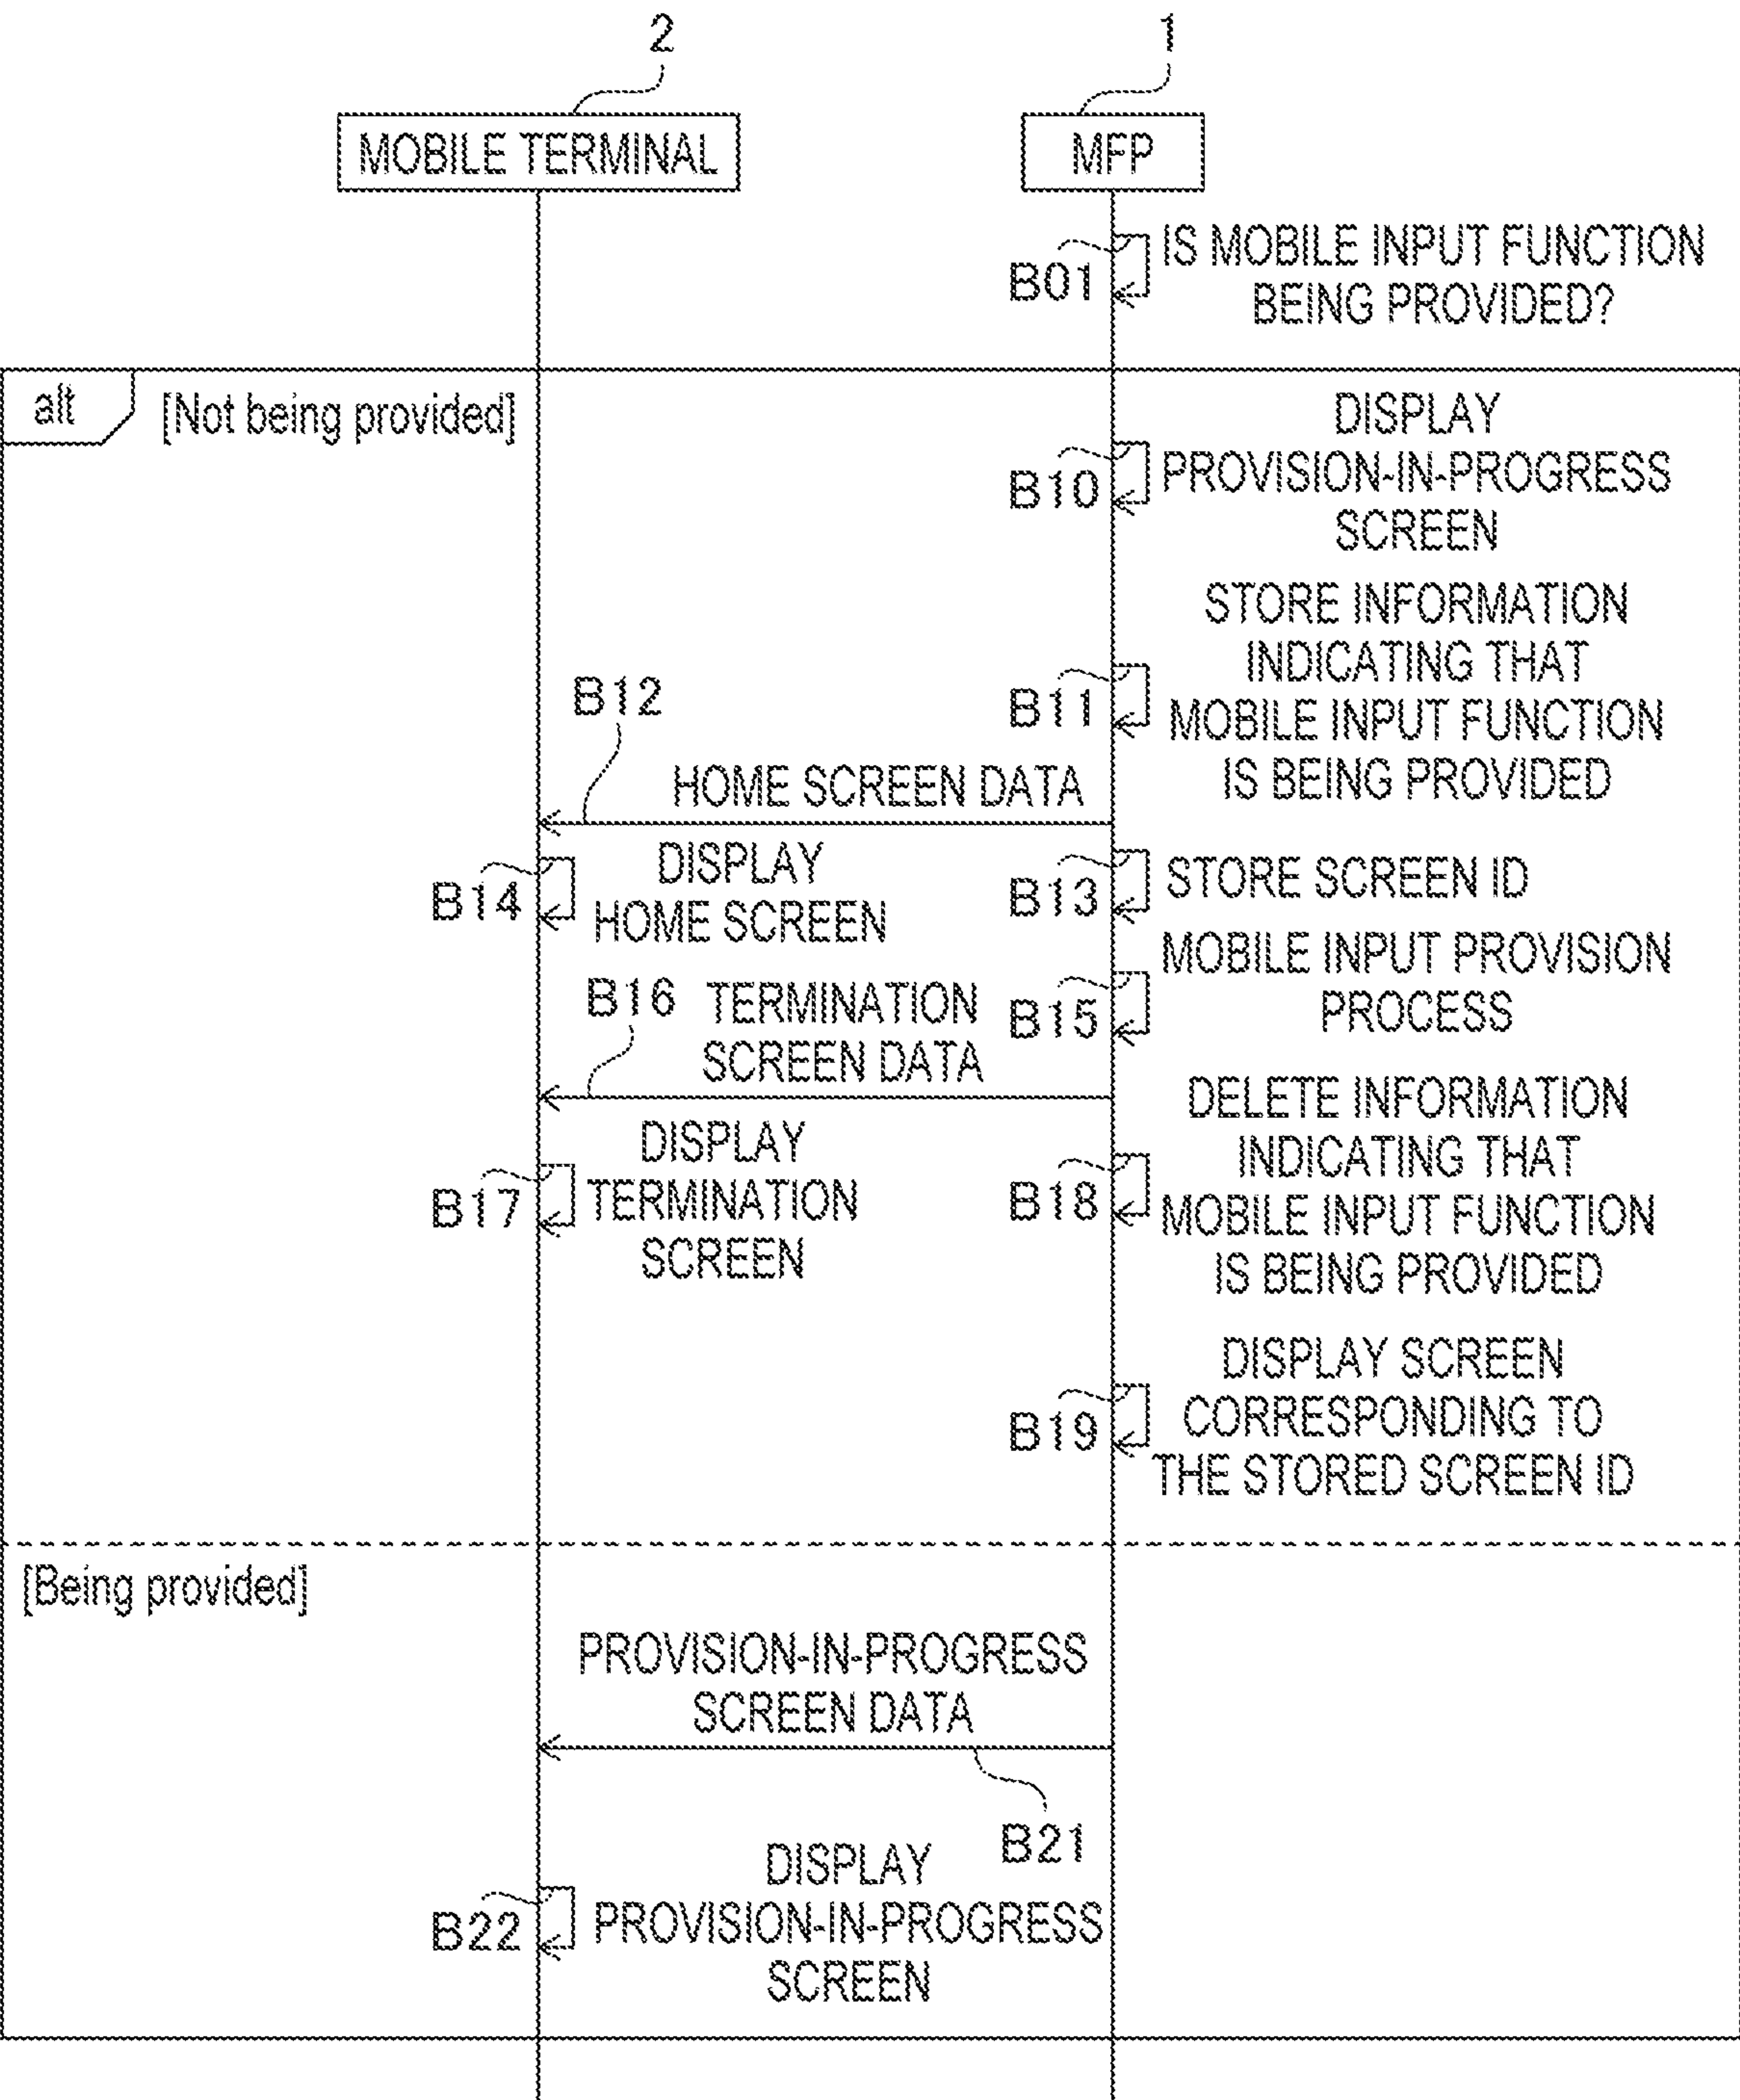 2
1
MOBILE TERMINAL
MFP
B01
IS MOBILE INPUT FUNCTION
BEING PROVIDED?
alt
[Not being provided]
B10
DISPLAY
PROVISION-IN-PROGRESS
SCREEN
B11
STORE INFORMATION
INDICATING THAT
MOBILE INPUT FUNCTION
IS BEING PROVIDED
B12
HOME SCREEN DATA
B14
DISPLAY
HOME SCREEN
B13
STORE SCREEN ID
B15
MOBILE INPUT PROVISION
PROCESS
B16
TERMINATION
SCREEN DATA
B17
DISPLAY
TERMINATION
SCREEN
B18
DELETE INFORMATION
INDICATING THAT
MOBILE INPUT FUNCTION
IS BEING PROVIDED
B19
DISPLAY SCREEN
CORRESPONDING TO
THE STORED SCREEN ID
[Being provided]
PROVISION-IN-PROGRESS
SCREEN DATA
B21
B22
DISPLAY
PROVISION-IN-PROGRESS
SCREEN